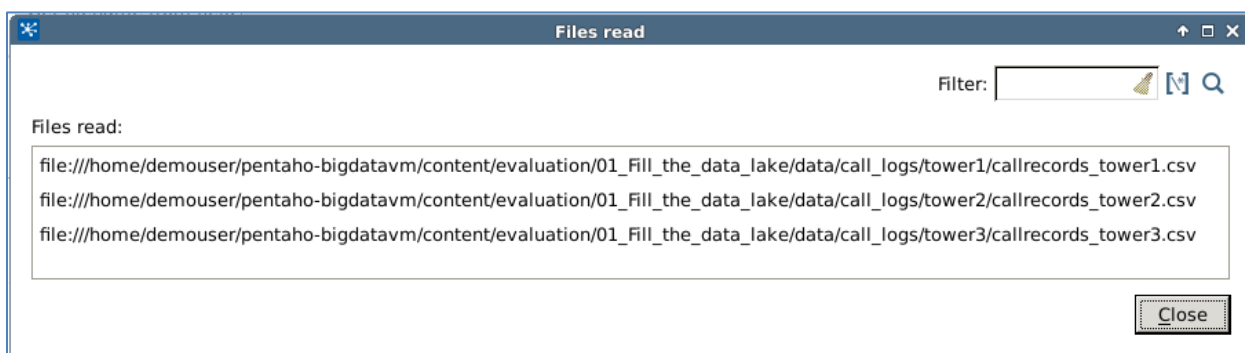 Files read
Filter:
Files read:
file:///home/demouser/pentaho-bigdatavm/content/evaluation/01_Fill_the_data_lake/data/call_logs/tower1/callrecords_tower1.csv
file:///home/demouser/pentaho-bigdatavm/content/evaluation/01_Fill_the_data_lake/data/call_logs/tower2/callrecords_tower2.csv
file:///home/demouser/pentaho-bigdatavm/content/evaluation/01_Fill_the_data_lake/data/call_logs/tower3/callrecords_tower3.csv
Close